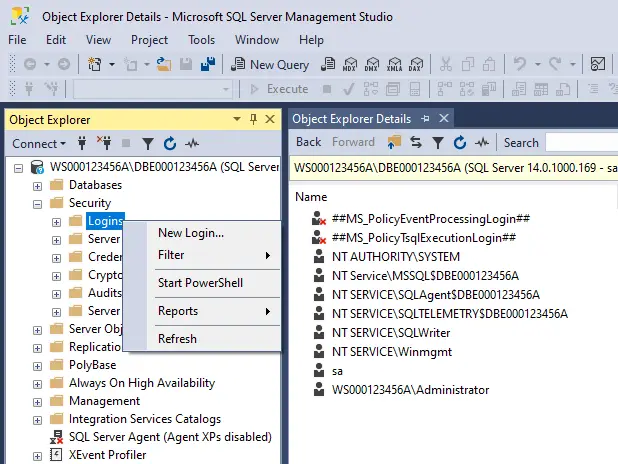 Object Explorer Details - Microsoft SQL Server Management Studio
File Edit View Project Tools Window Help
New Query MDX DMX XMLA DAX
Execute
Object Explorer
Connect
WS000123456A\DBE000123456A (SQL Server
Databases
Security
Logins
Server
Creden
Crypto
Audits
Server
Server Obj
Replication
PolyBase
Always On High Availability
Management
Integration Services Catalogs
SQL Server Agent (Agent XPs disabled)
XEvent Profiler
New Login...
Filter
Start PowerShell
Reports
Refresh
Object Explorer Details
Back Forward Search
WS000123456A\DBE000123456A (SQL Server 14.0.1000.169 - sa
Name
##MS_PolicyEventProcessingLogin##
##MS_PolicyTsqlExecutionLogin##
NT AUTHORITY\SYSTEM
NT Service\MSSQL$DBE000123456A
NT SERVICE\SQLAgent$DBE000123456A
NT SERVICE\SQLTELEMETRY$DBE000123456A
NT SERVICE\SQLWriter
NT SERVICE\Winmgmt
sa
WS000123456A\Administrator